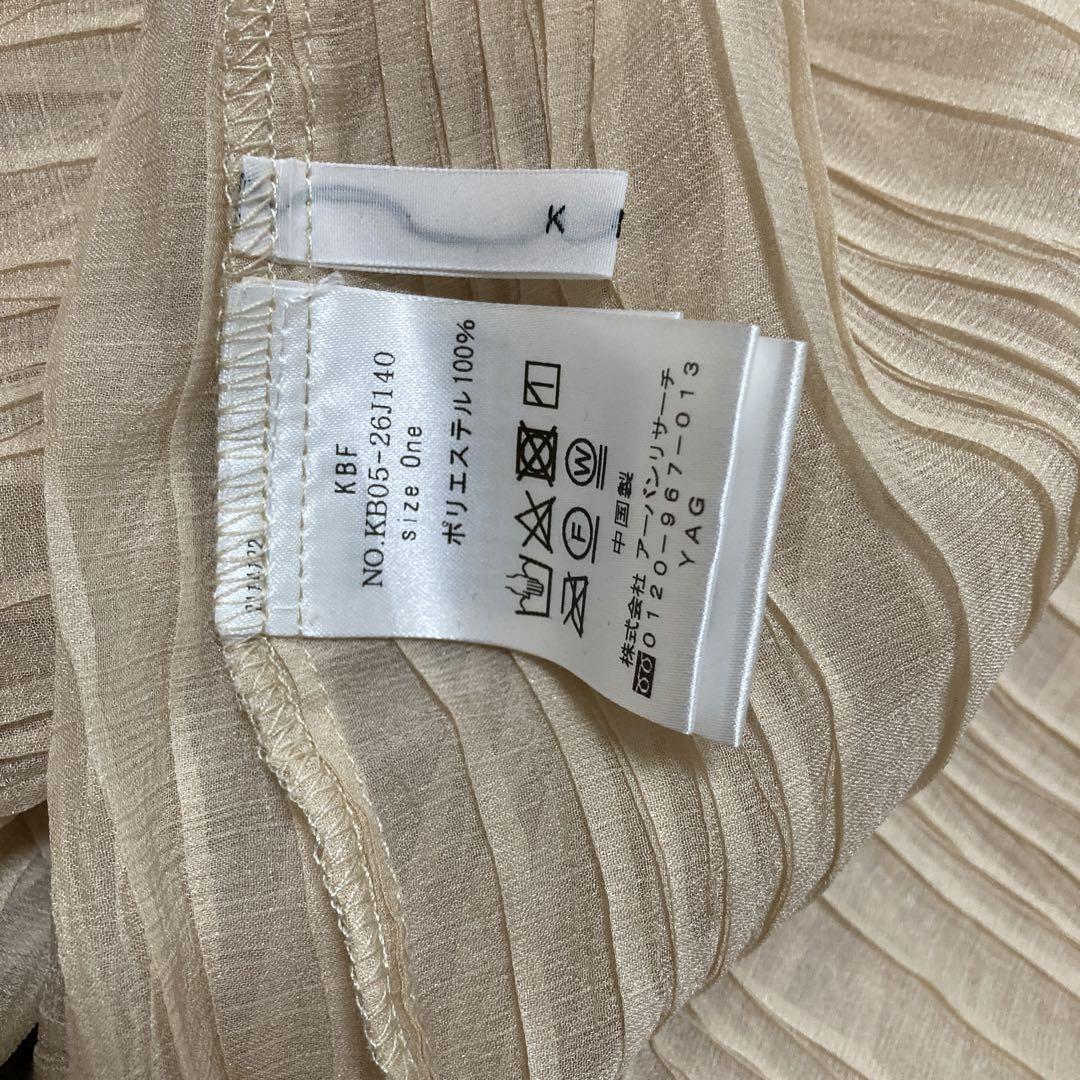 K
KBF
NO.KB05-26J140
size One
ポリエステル100%
W
F
中国製
株式会社 アーバンリサーチ
0120-967-013
YAG